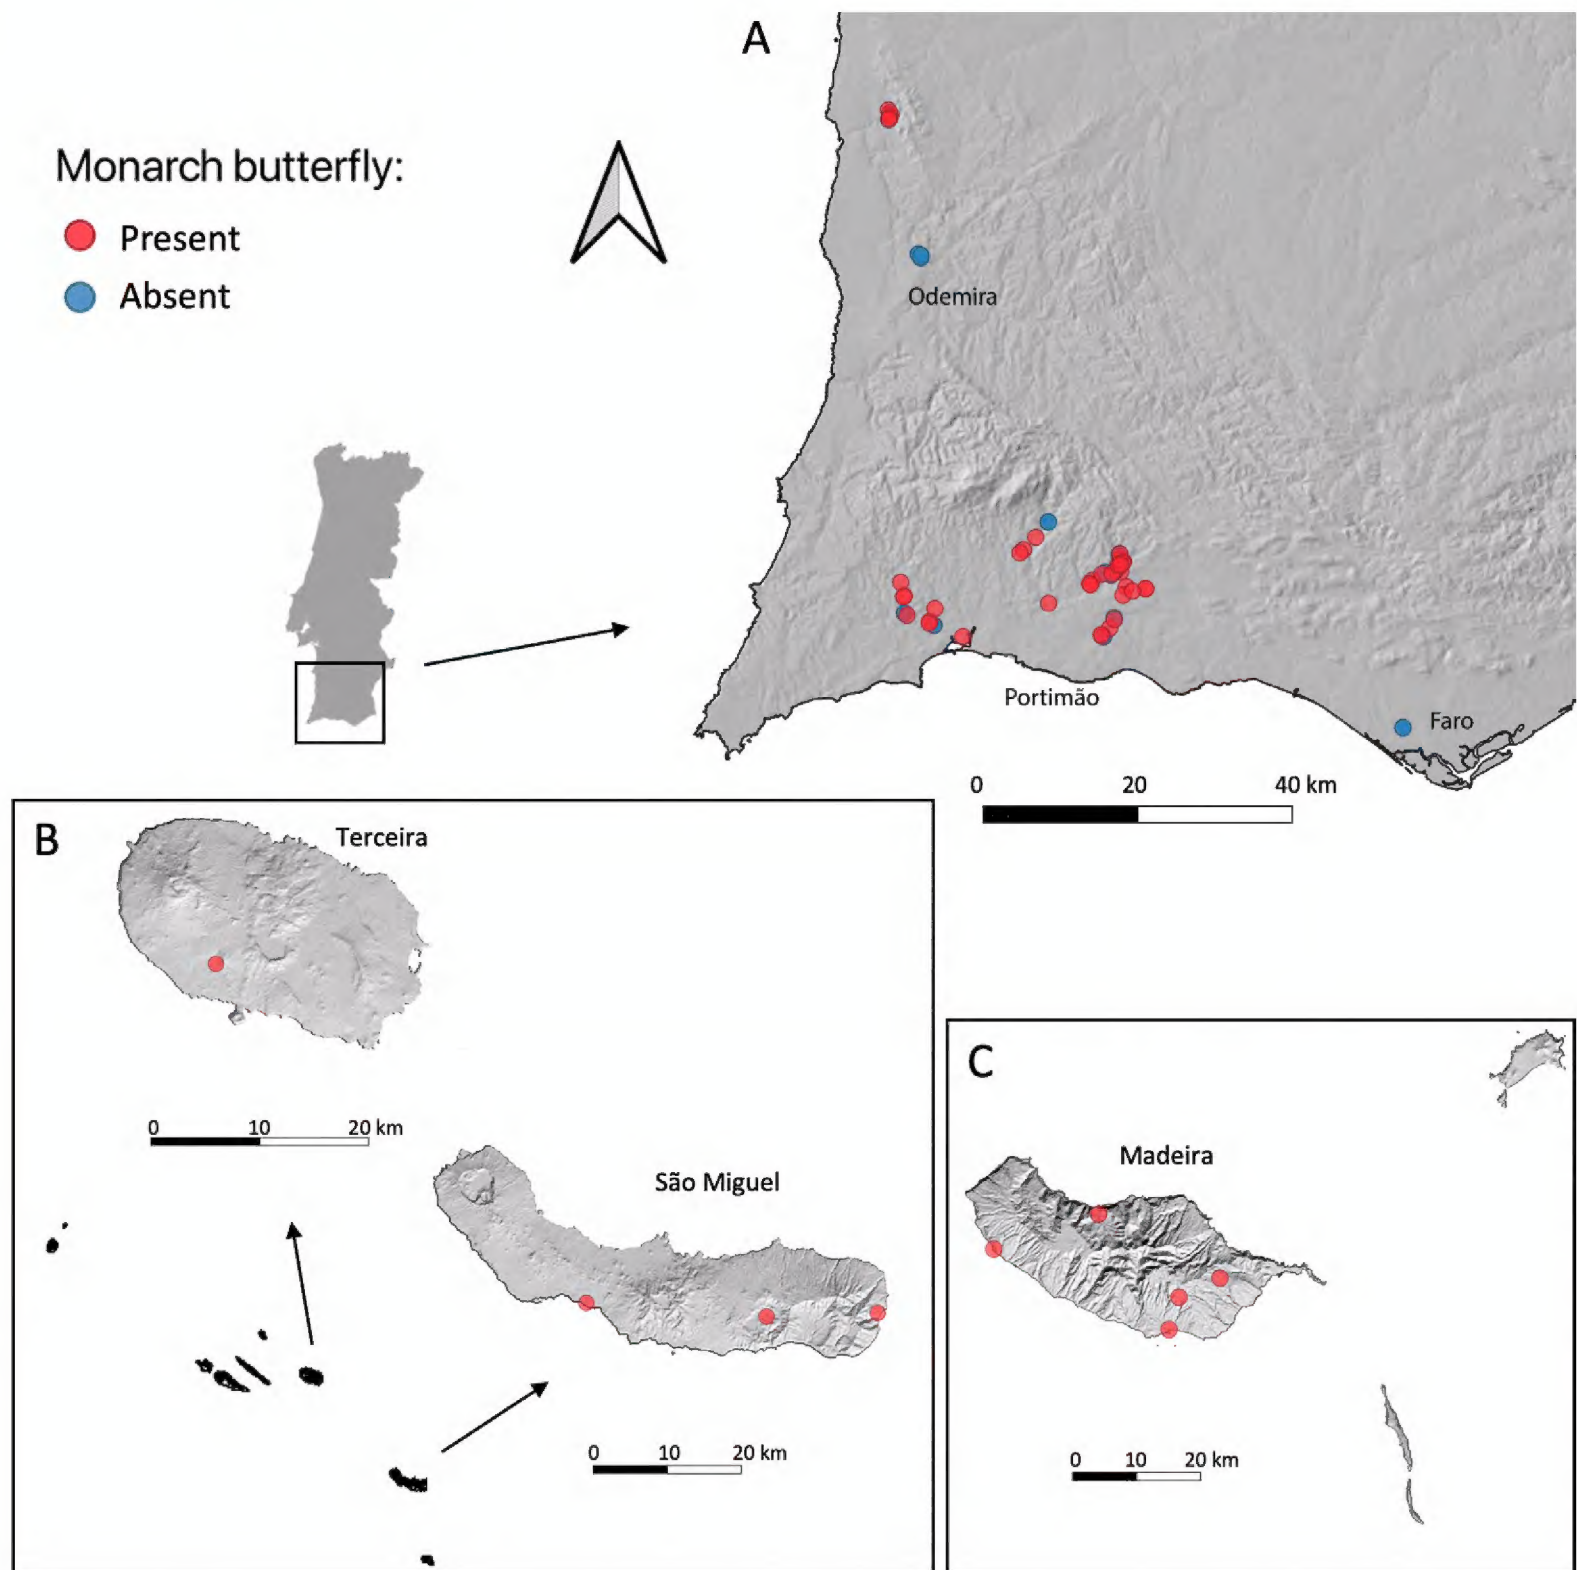 A
Monarch butterfly:
Present
Absent
Odemira
Portimão
Faro
0 20 40 km
B
Terceira
0 10 20 km
São Miguel
0 10 20 km
C
Madeira
0 10 20 km